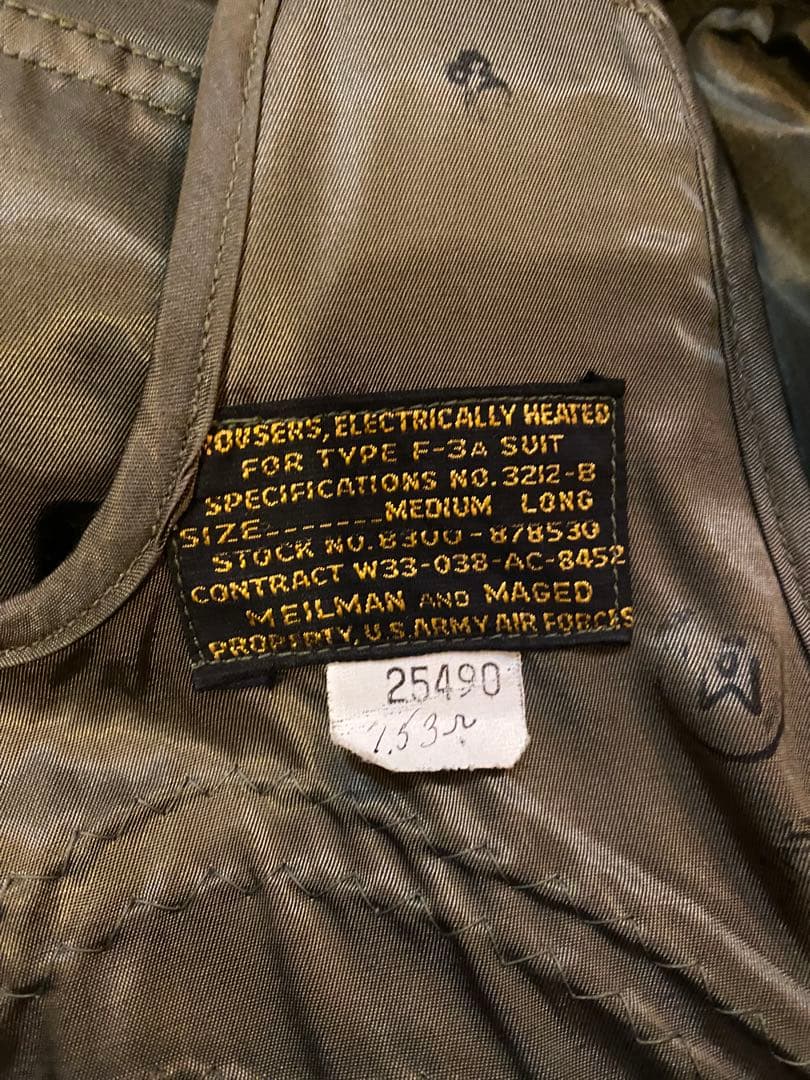 ROUSERS, ELECTRICALLY HEATED
FOR TYPE F-3A SUIT
SPECIFICATIONS NO. 3212-B
SIZE-------MEDIUM LONG
STOCK NO. 8300-878530
CONTRACT W33-038-AC-8452
MEILMAN AND MAGED
PROPERTY, U.S. ARMY AIR FORCES
25490